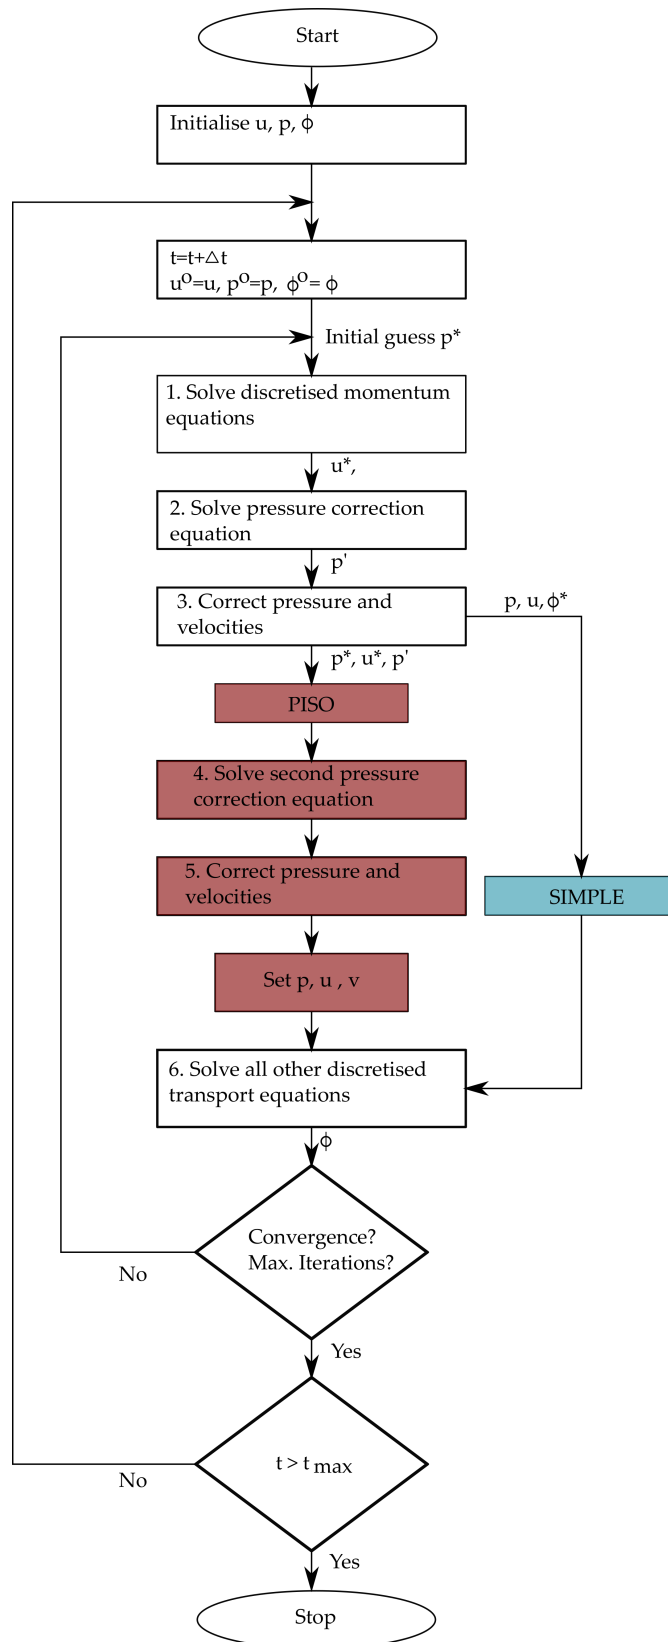 Start
Initialise u, p, ϕ
t=t+△t
uᴼ=u, pᴼ=p, ϕᴼ= ϕ
Initial guess p*
1. Solve discretised momentum
equations
u*,
2. Solve pressure correction
equation
p'
3. Correct pressure and
velocities
p, u, ϕ*
p*, u*, p'
PISO
4. Solve second pressure
correction equation
5. Correct pressure and
velocities
SIMPLE
Set p, u , v
6. Solve all other discretised
transport equations
ϕ
Convergence?
Max. Iterations?
No
Yes
t > t max
No
Yes
Stop